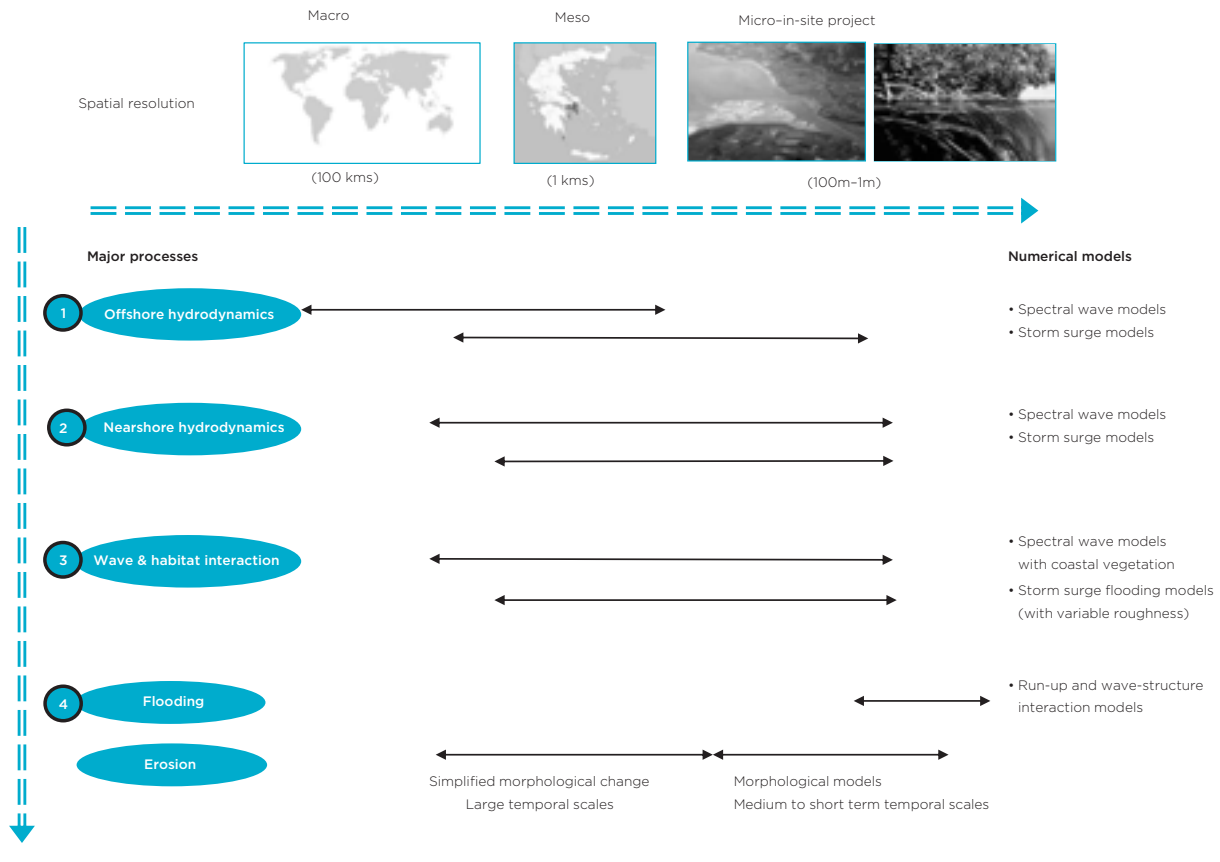 Macro
Meso
Micro–in-site project
Spatial resolution
(100 kms)
(1 kms)
(100m–1m)
Major processes
Numerical models
1
Offshore hydrodynamics
• Spectral wave models
• Storm surge models
2
Nearshore hydrodynamics
• Spectral wave models
• Storm surge models
3
Wave & habitat interaction
• Spectral wave models
with coastal vegetation
• Storm surge flooding models
(with variable roughness)
4
Flooding
• Run-up and wave-structure
interaction models
Erosion
Simplified morphological change
Large temporal scales
Morphological models
Medium to short term temporal scales